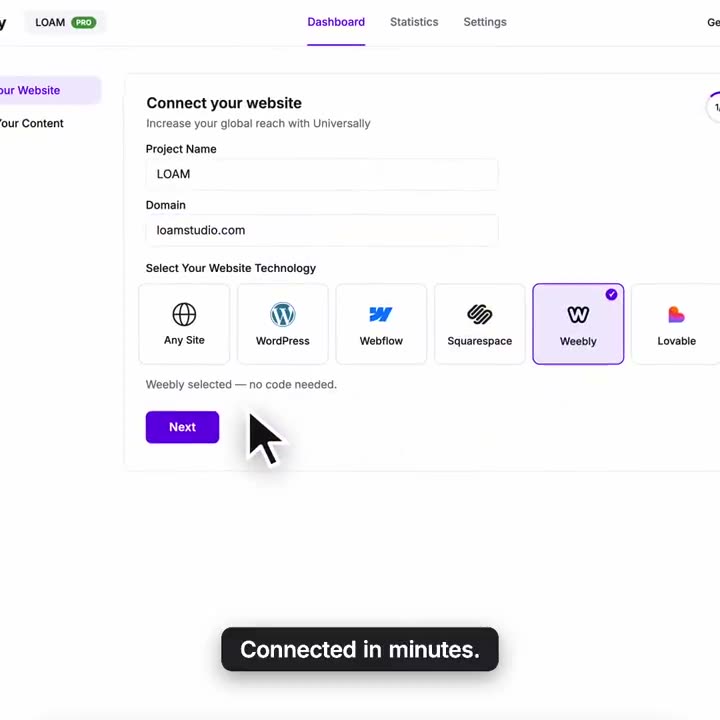 y LOAM PRO Dashboard Statistics Settings Ge
our Website
Your Content
Connect your website
Increase your global reach with Universally
Project Name
LOAM
Domain
loamstudio.com
Select Your Website Technology
Any Site WordPress Webflow Squarespace Weebly Lovable
Weebly selected — no code needed.
Next
Connected in minutes.